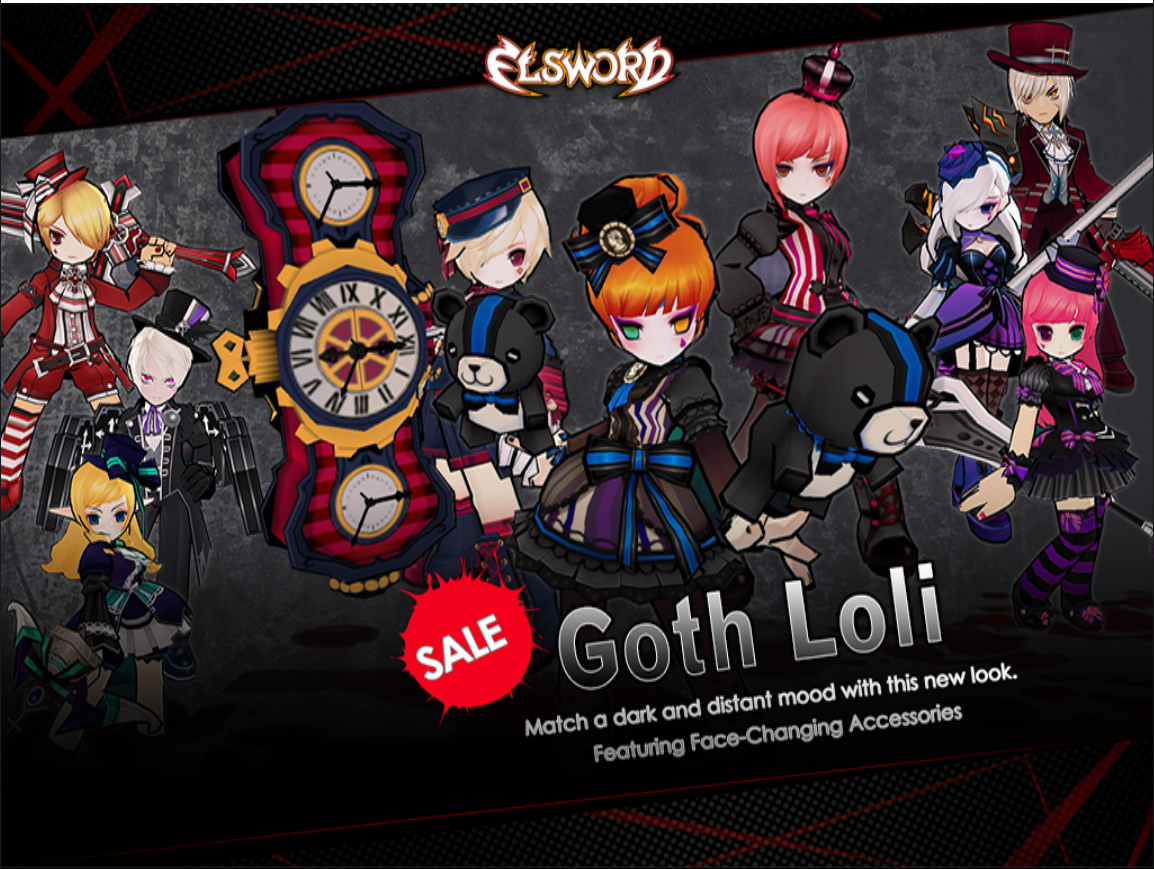 ELSWORD
SALE
Goth Loli
Match a dark and distant mood with this new look.
Featuring Face-Changing Accessories